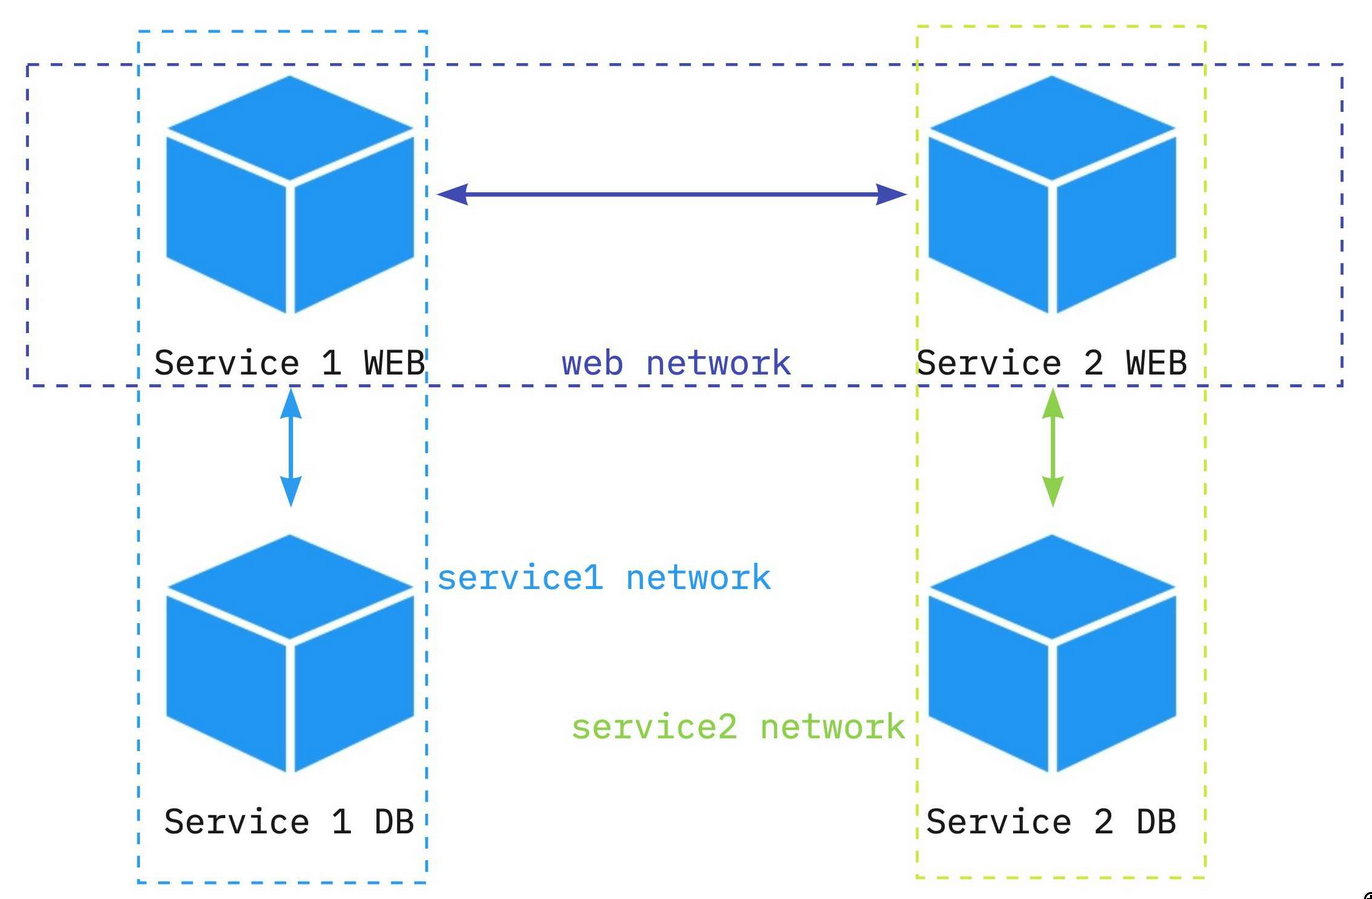 Service 1 WEB
web network
Service 2 WEB
service1 network
service2 network
Service 1 DB
Service 2 DB